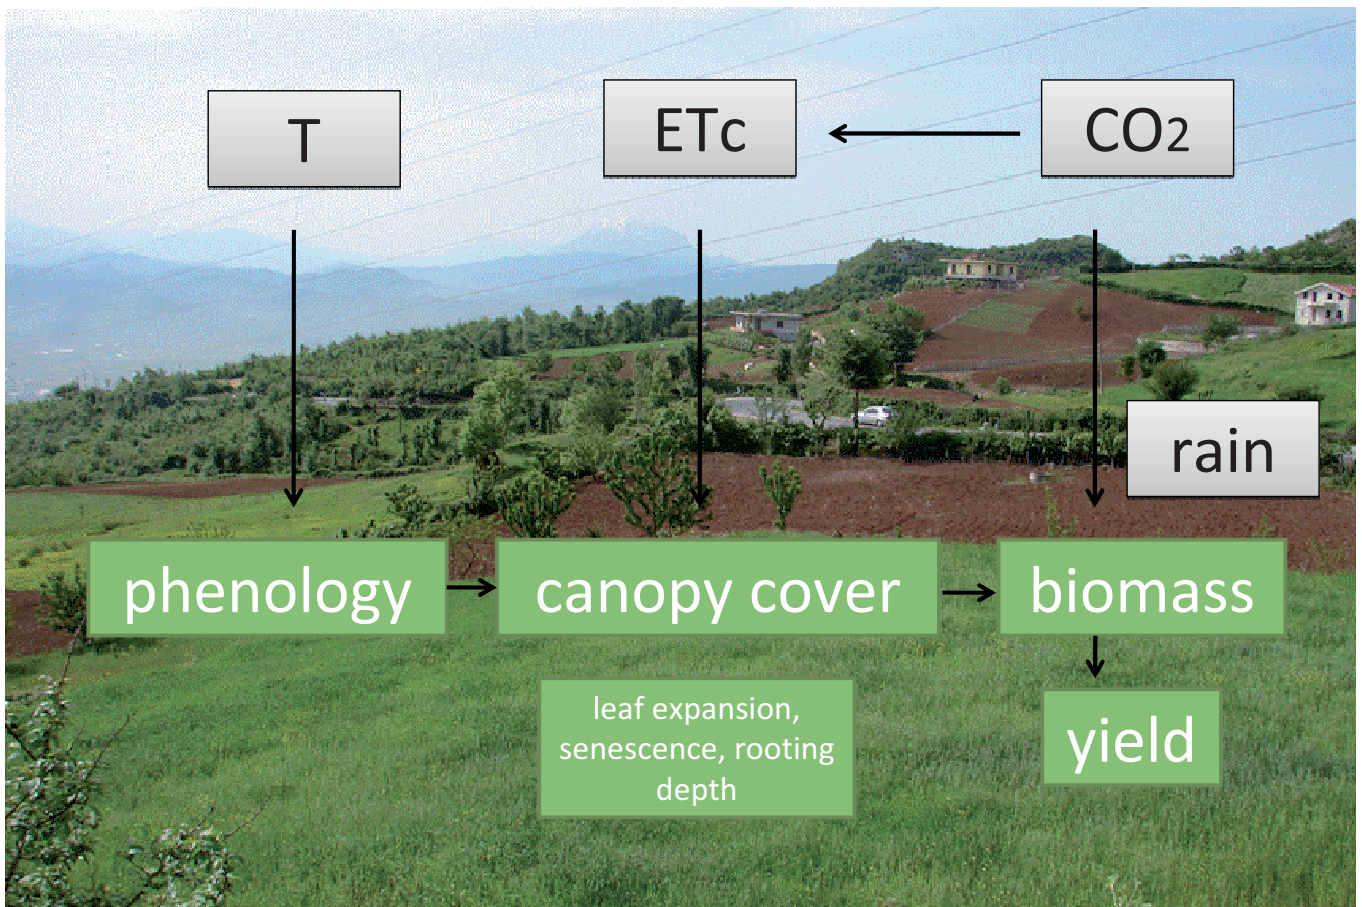 T
ETc
CO2
rain
phenology
canopy cover
biomass
leaf expansion,
senescence, rooting
depth
yield